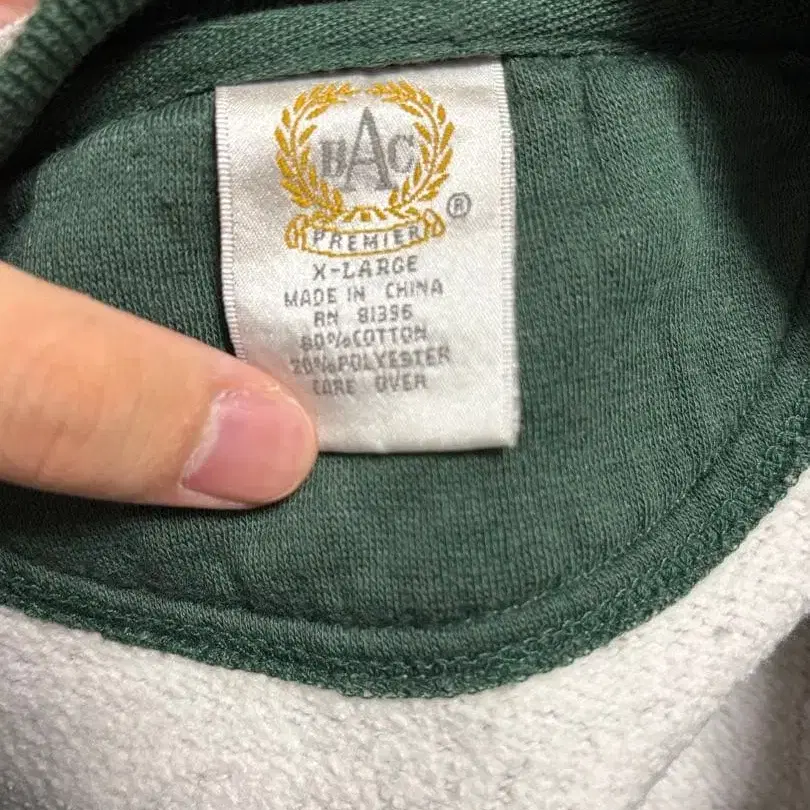 BAC
®
PREMIER
X-LARGE
MADE IN CHINA
RN 81396
80%COTTON
20%POLYESTER
CARE OVER